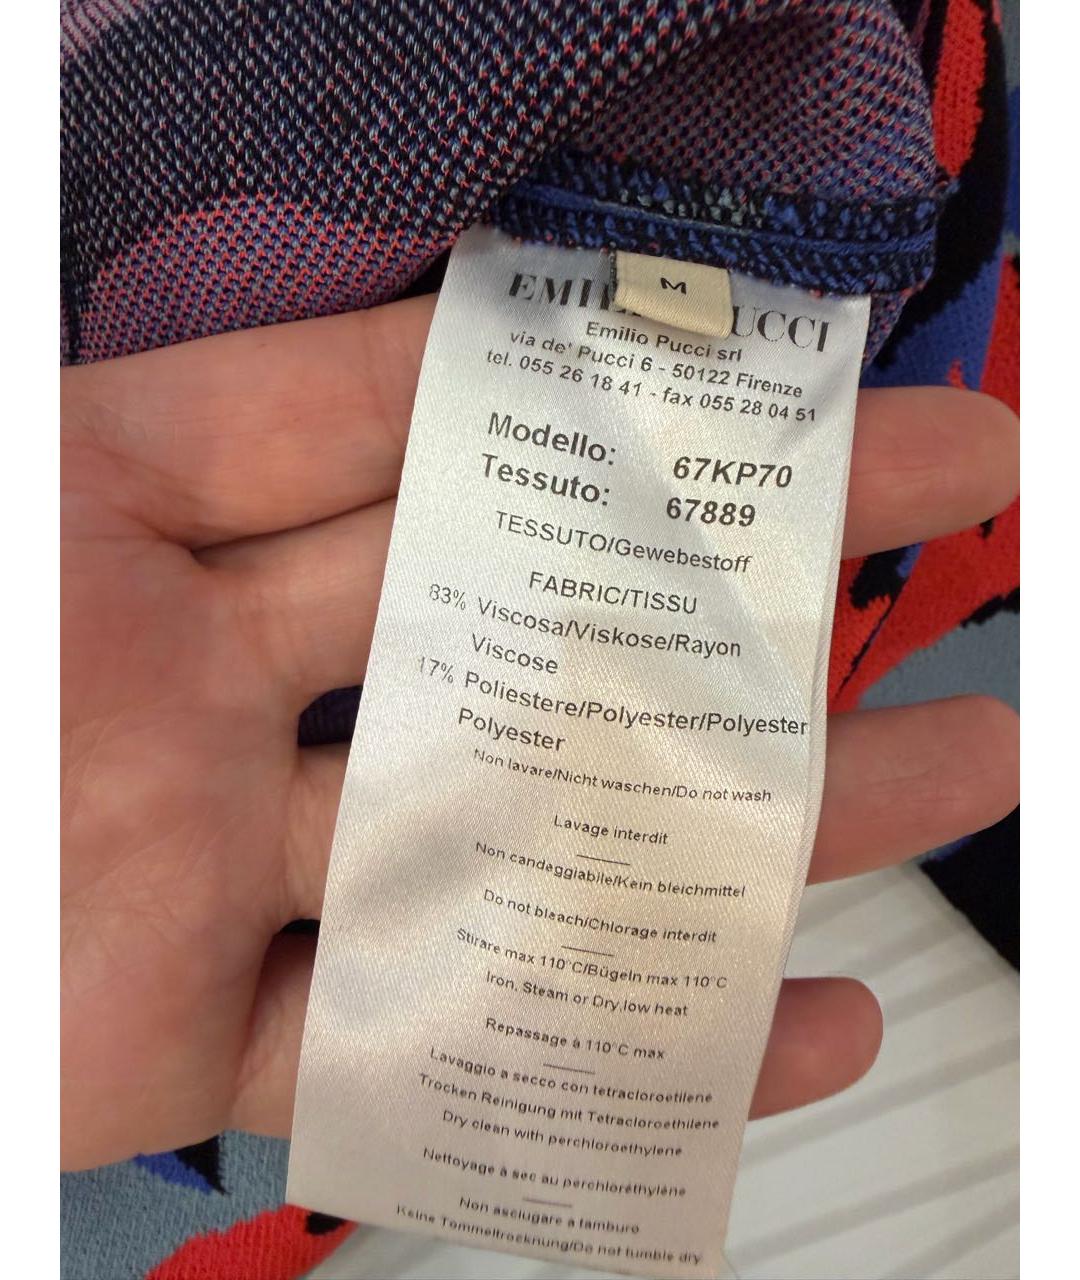 M
EMILIO PUCCI
Emilio Pucci srl
via de' Pucci 6 - 50122 Firenze
tel. 055 26 18 41 - fax 055 28 04 51
Modello: 67KP70
Tessuto: 67889
TESSUTO/Gewebestoff
FABRIC/TISSU
83% Viscosa/Viskose/Rayon
Viscose
17% Poliestere/Polyester/Polyester
Polyester
Non lavare/Nicht waschen/Do not wash
Lavage interdit
Non candeggiabile/Kein bleichmittel
Do not bleach/Chlorage interdit
Stirare max 110°C/Bügeln max 110°C
Iron, Steam or Dry,low heat
Repassage à 110°C max
Lavaggio a secco con tetracloroetilene
Trocken Reinigung mit Tetracloroethilene
Dry clean with perchloroethylene
Nettoyage à sec au perchloréthylène
Non asciugare a tamburo
Keine Tommeltrocknung/Do not tumble dry